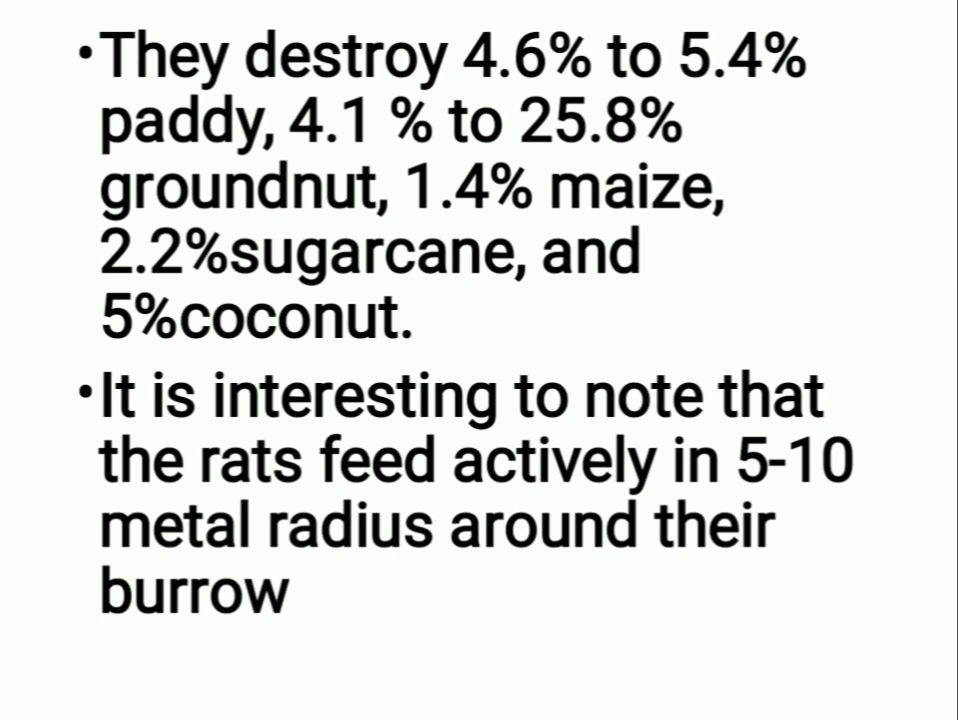 •They destroy 4.6% to 5.4%
paddy, 4.1 % to 25.8%
groundnut, 1.4% maize,
2.2%sugarcane, and
5%coconut.
•It is interesting to note that
the rats feed actively in 5-10
metal radius around their
burrow